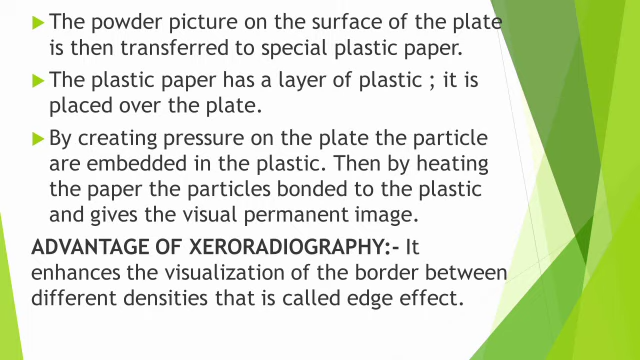 The powder picture on the surface of the plate
is then transferred to special plastic paper.
The plastic paper has a layer of plastic ; it is
placed over the plate.
By creating pressure on the plate the particle
are embedded in the plastic. Then by heating
the paper the particles bonded to the plastic
and gives the visual permanent image.
ADVANTAGE OF XERORADIOGRAPHY:- It
enhances the visualization of the border between
different densities that is called edge effect.